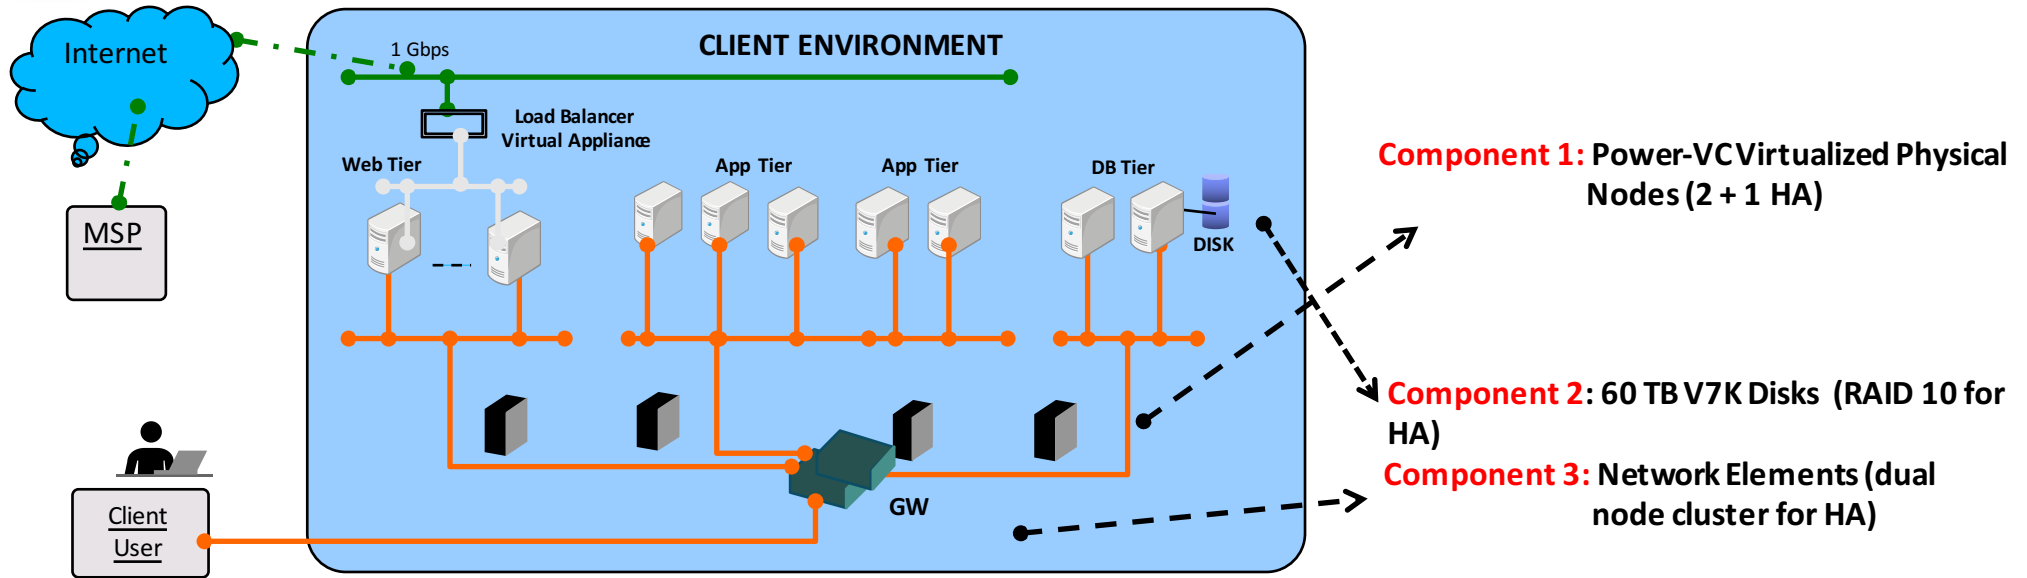 Internet
1 Gbps
CLIENT ENVIRONMENT
Load Balancer
Virtual Appliance
Web Tier
App Tier
App Tier
DB Tier
DISK
MSP
Component 1: Power-VC Virtualized Physical
Nodes (2 + 1 HA)
Component 2: 60 TB V7K Disks (RAID 10 for
HA)
Component 3: Network Elements (dual
node cluster for HA)
GW
Client
User